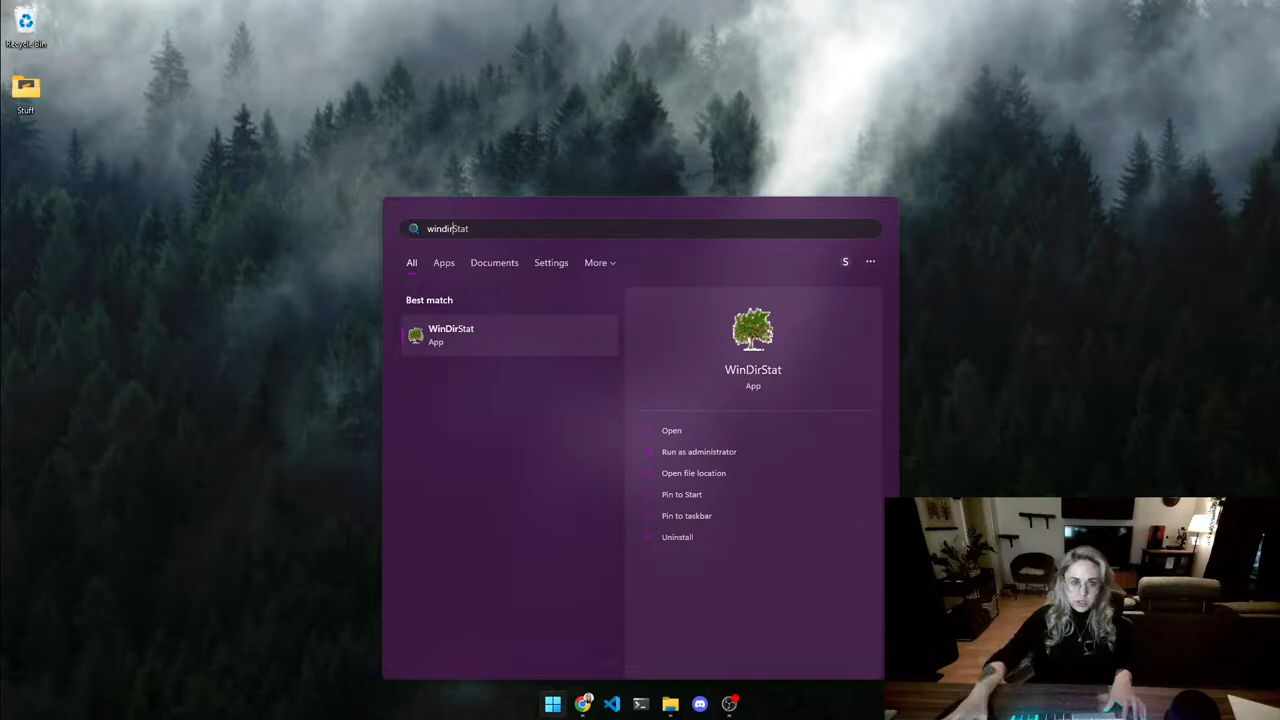 Recycle Bin
Stuff
windirStat
All Apps Documents Settings More
S
Best match
WinDirStat
App
WinDirStat
App
Open
Run as administrator
Open file location
Pin to Start
Pin to taskbar
Uninstall